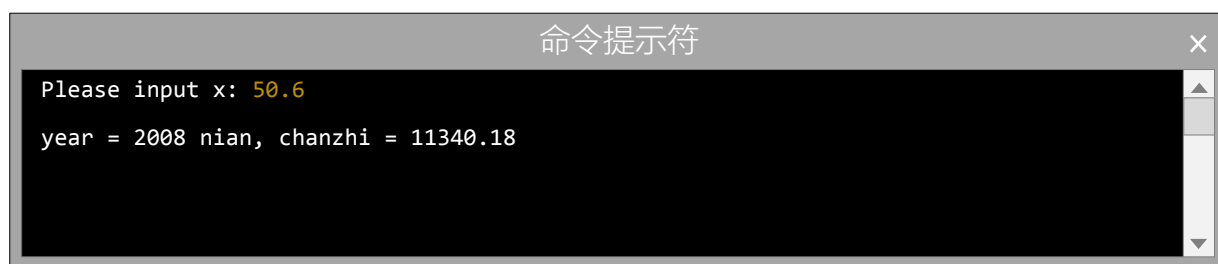 命令提示符
Please input x: 50.6
year = 2008 nian, chanzhi = 11340.18